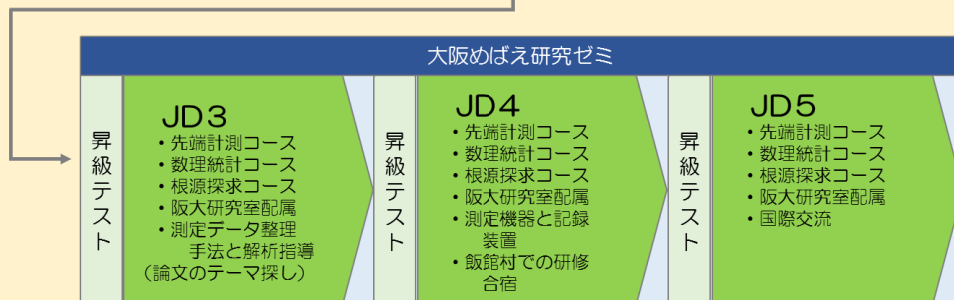 大阪めばえ研究ゼミ
昇級テスト
JD3
・先端計測コース
・数理統計コース
・根源探求コース
・阪大研究室配属
・測定データ整理
手法と解析指導
（論文のテーマ探し）
昇級テスト
JD4
・先端計測コース
・数理統計コース
・根源探求コース
・阪大研究室配属
・測定機器と記録
装置
・飯館村での研修
合宿
昇級テスト
JD5
・先端計測コース
・数理統計コース
・根源探求コース
・阪大研究室配属
・国際交流